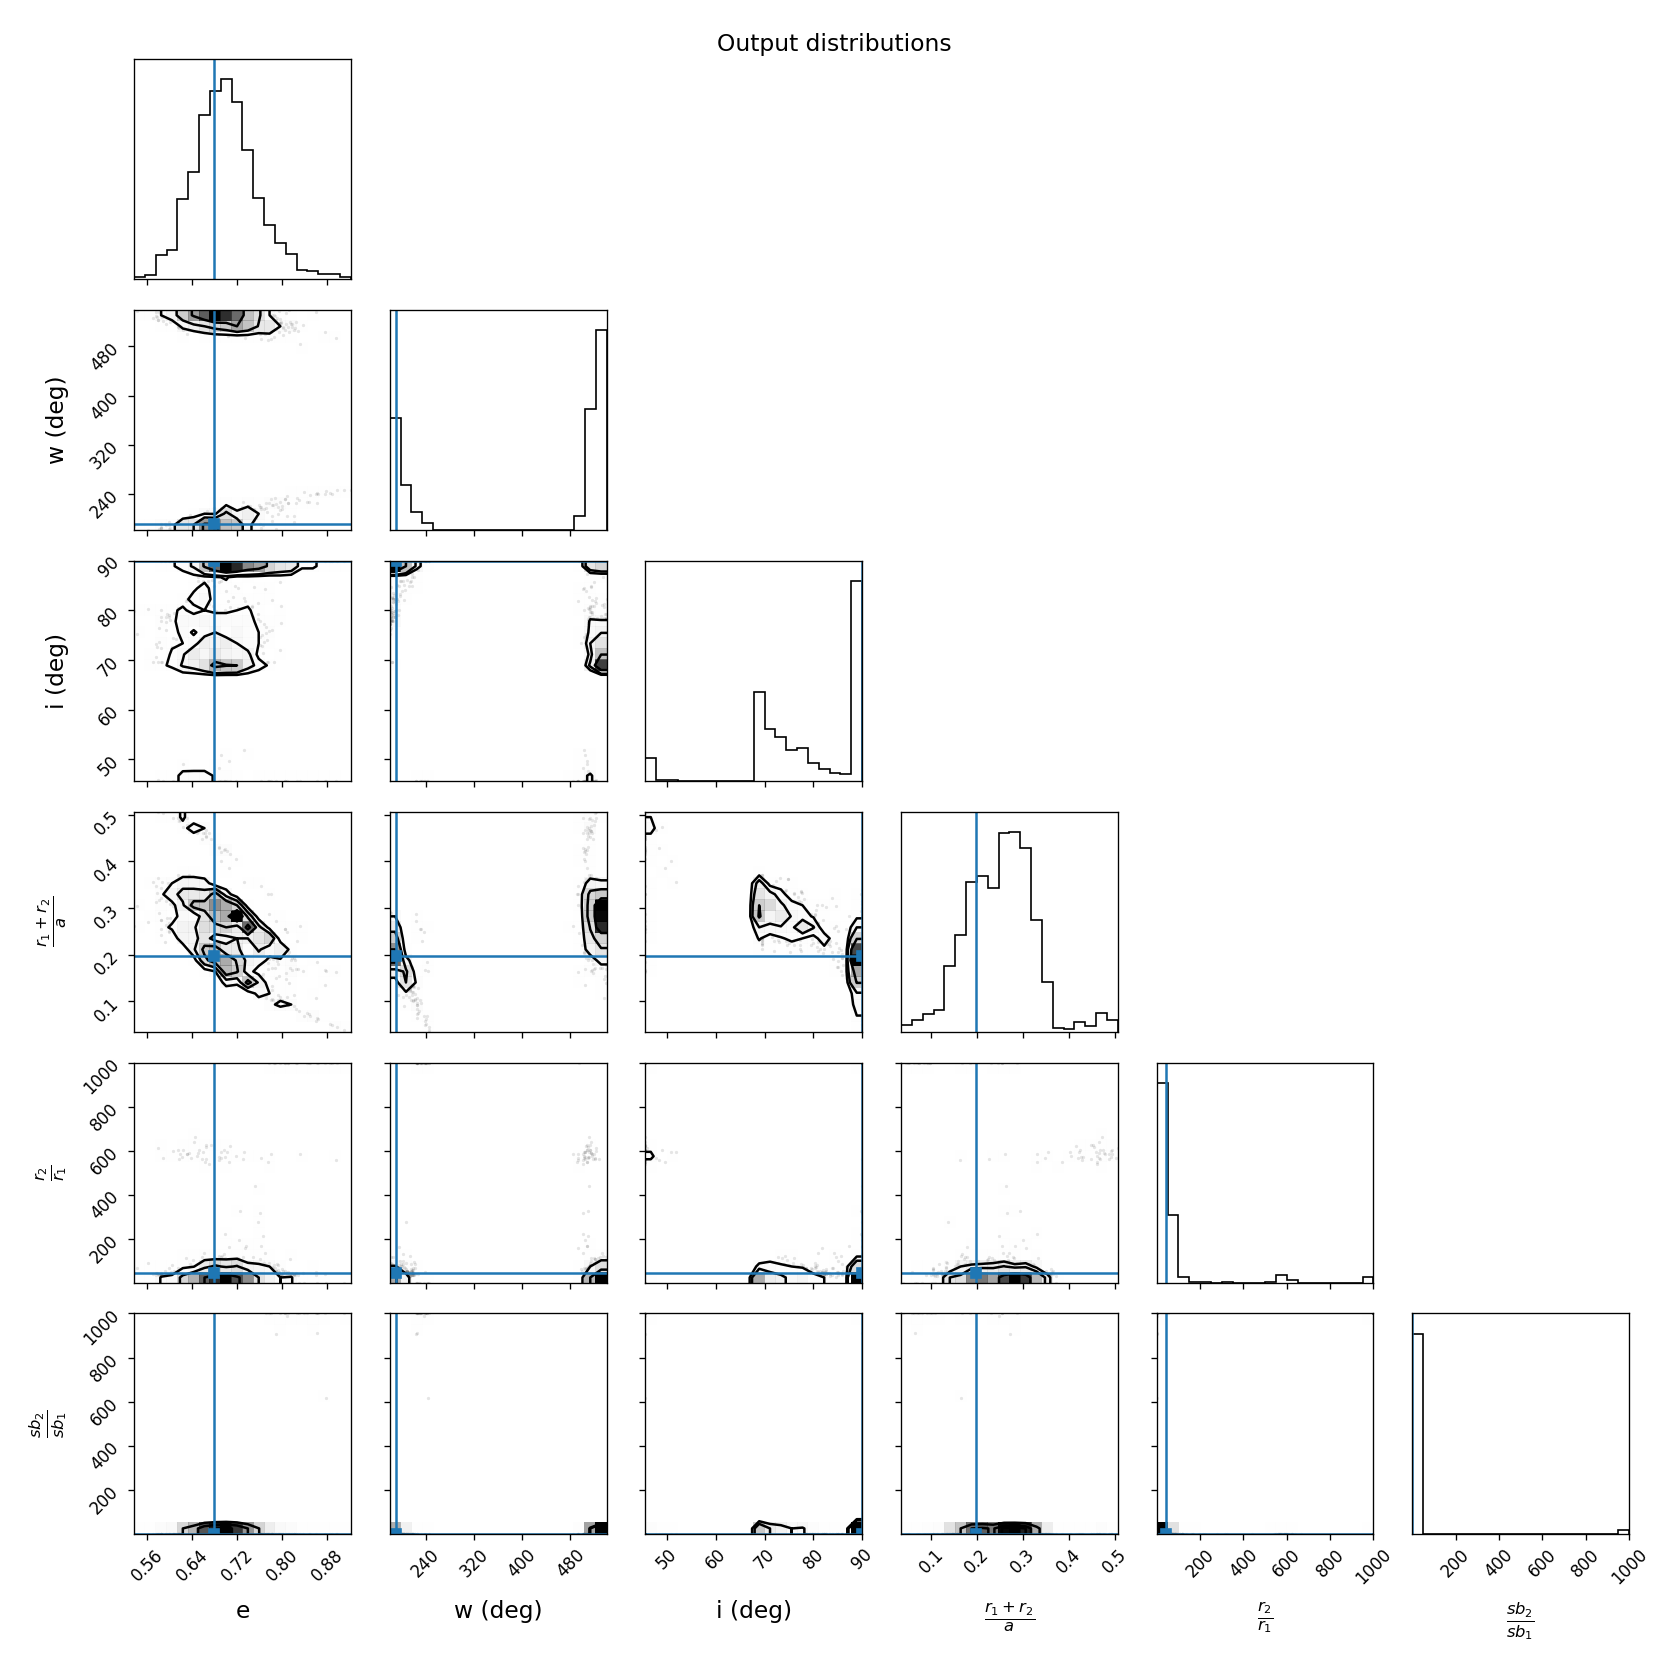 Output distributions
480
400
320
240
w (deg)
90
80
70
60
50
i (deg)
0.5
0.4
0.3
0.2
0.1
r₁ + r₂
a
1000
800
600
400
200
r₂
r₁
1000
800
600
400
200
sb₂
sb₁
0.56 0.64 0.72 0.80 0.88
240 320 400 480
50 60 70 80 90
0.1 0.2 0.3 0.4 0.5
200 400 600 800 1000
200 400 600 800 1000
e
w (deg)
i (deg)
r₁ + r₂
a
r₂
r₁
sb₂
sb₁